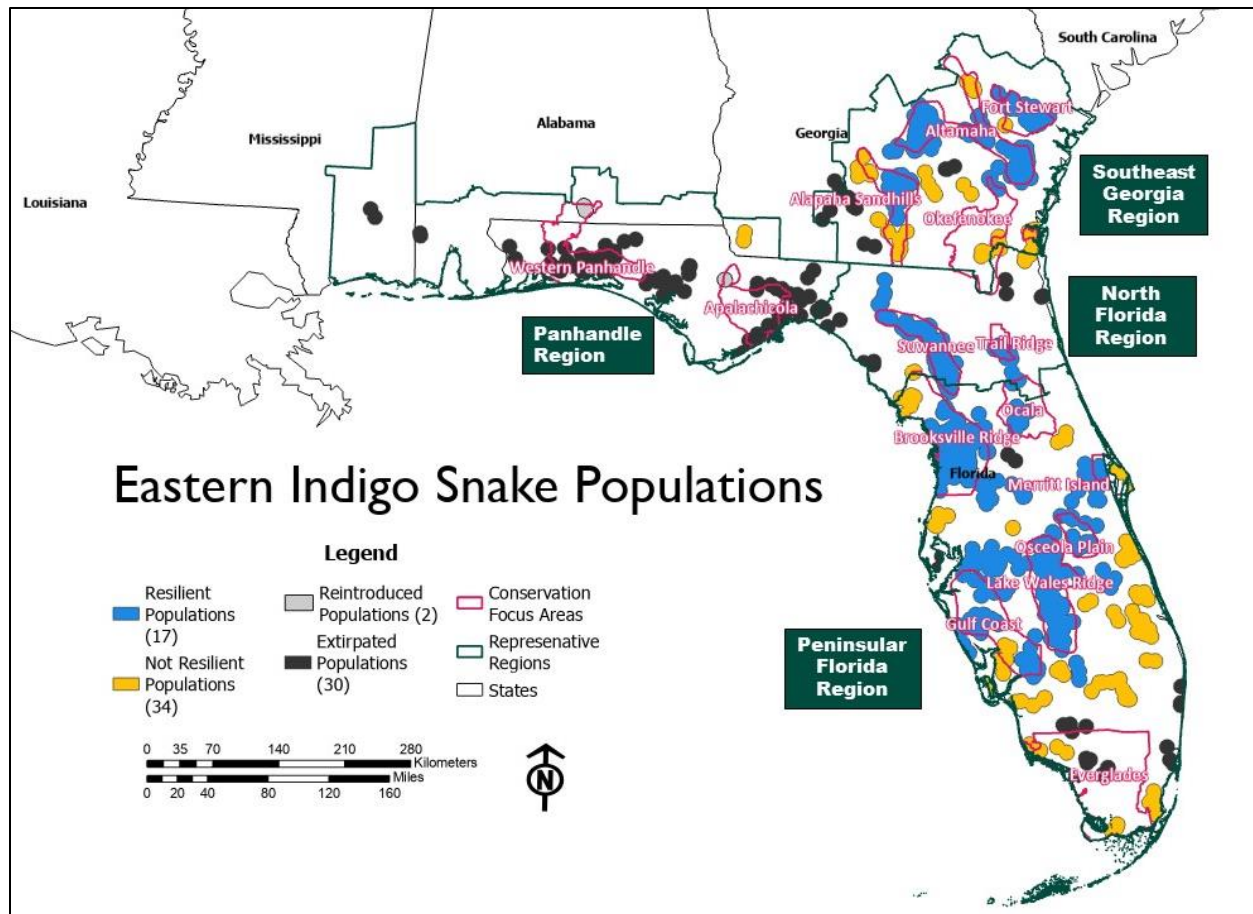 South Carolina
Mississippi
Alabama
Georgia
Louisiana
Fort Stewart
Altamaha
Alapaha Sandhills
Okefenokee
Southeast
Georgia
Region
Western Panhandle
Apalachicola
Panhandle
Region
North
Florida
Region
Suwannee
Trail Ridge
Ocala
Brooksville Ridge
Florida
Merritt Island
Osceola Plain
Lake Wales Ridge
Gulf Coast
Peninsular
Florida
Region
Everglades
Eastern Indigo Snake Populations
Legend
Resilient
Populations
(17)
Not Resilient
Populations
(34)
Reintroduced
Populations (2)
Extirpated
Populations
(30)
Conservation
Focus Areas
Represenative
Regions
States
0 35 70 140 210 280
Kilometers
Miles
0 20 40 80 120 160
N